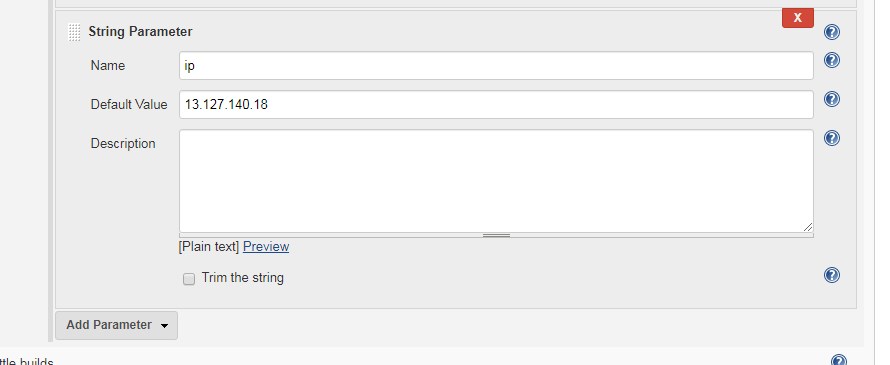 X
String Parameter
Name ip
Default Value 13.127.140.18
Description
[Plain text] Preview
Trim the string
Add Parameter
ttle builds